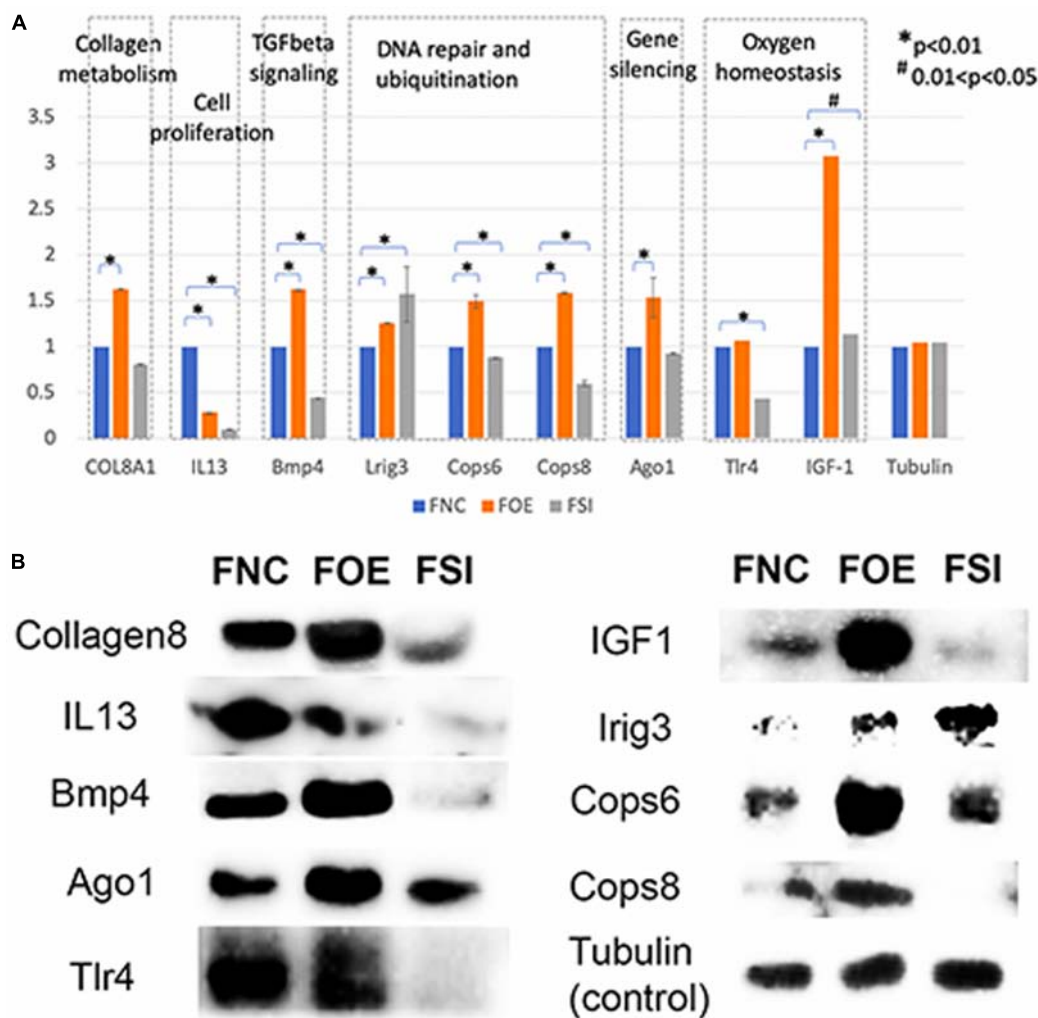 A
Collagen metabolism
Cell proliferation
TGFbeta signaling
DNA repair and ubiquitination
Gene silencing
Oxygen homeostasis
*p<0.01
# 0.01<p<0.05
3.5
3
2.5
2
1.5
1
0.5
0
* * * * * * * * * * * * * * * #
COL8A1 IL13 Bmp4 Lrig3 Cops6 Cops8 Ago1 Tlr4 IGF-1 Tubulin
FNC FOE FSI
B
FNC FOE FSI
Collagen8
IL13
Bmp4
Ago1
Tlr4
FNC FOE FSI
IGF1
Irig3
Cops6
Cops8
Tubulin
(control)